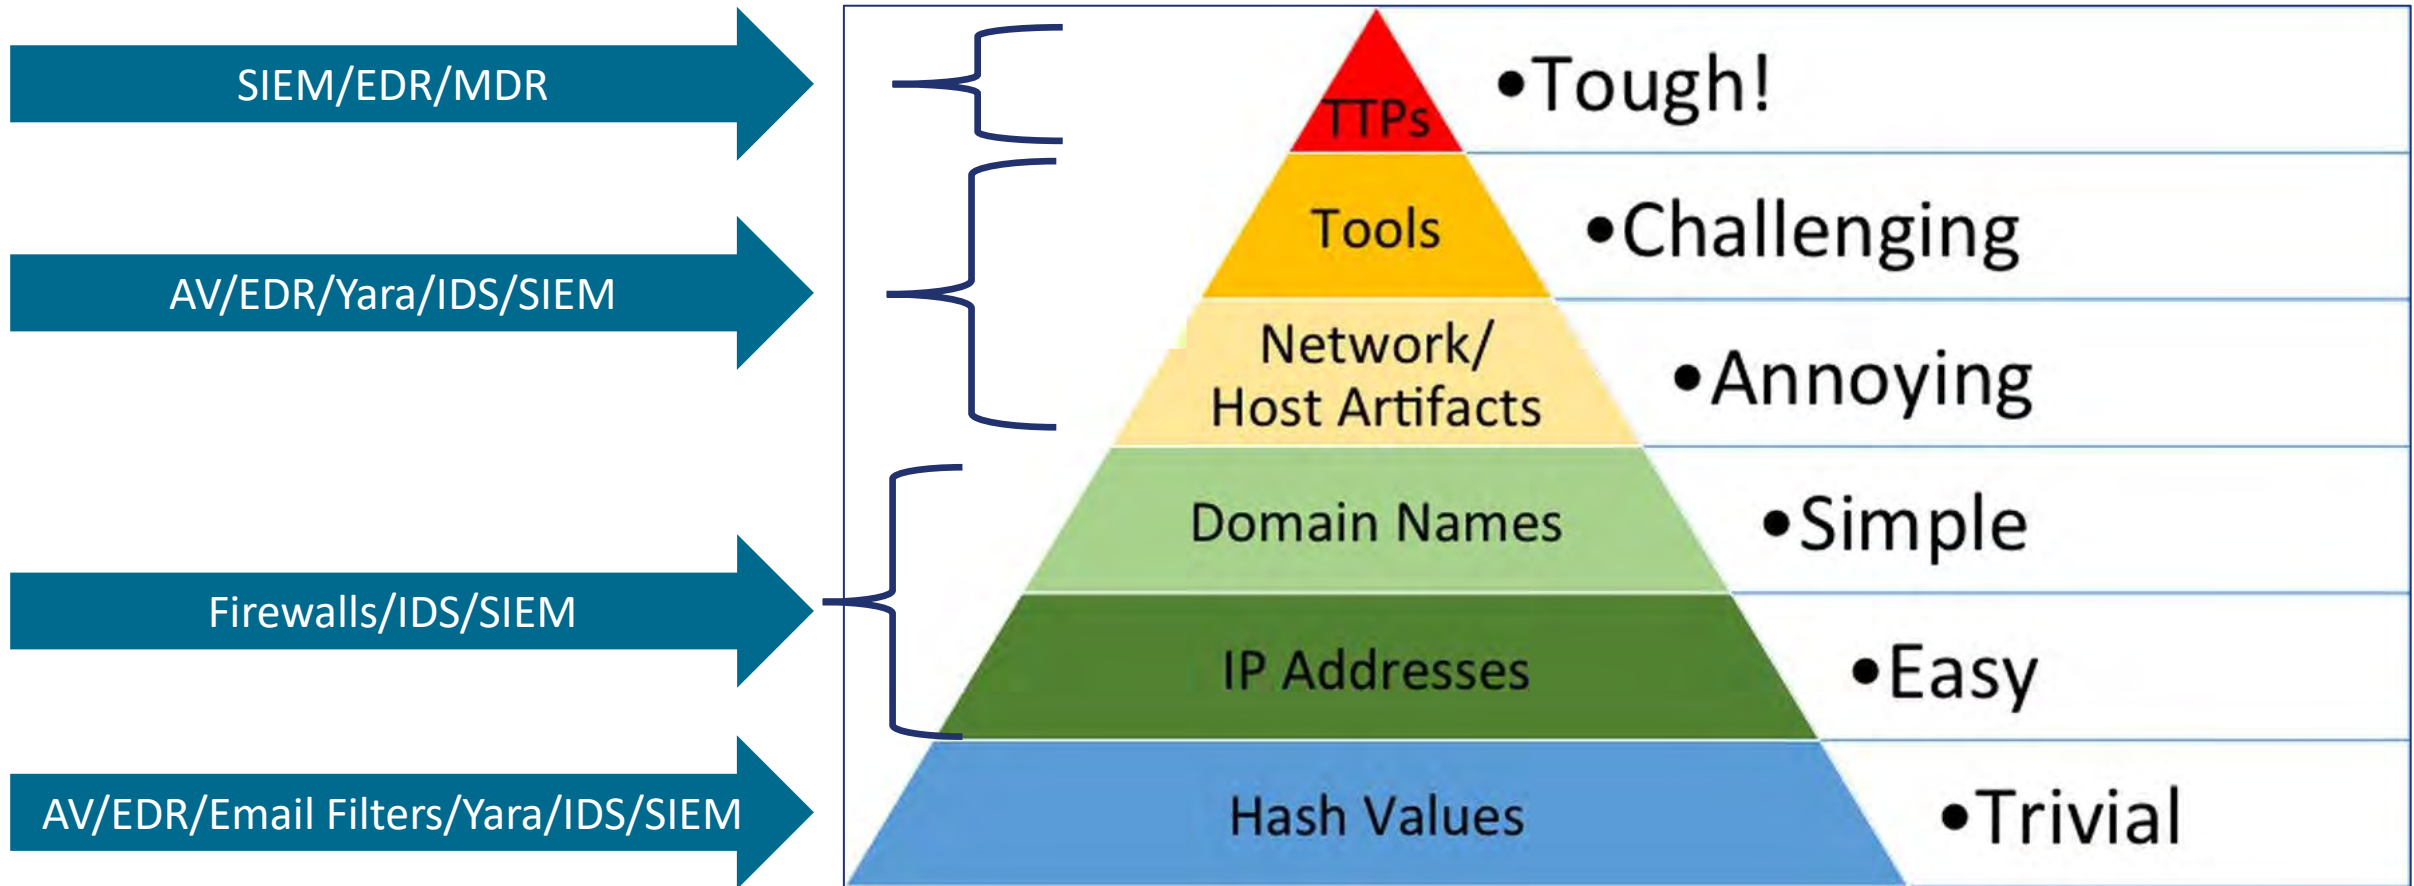 SIEM/EDR/MDR
TTPs
•Tough!
AV/EDR/Yara/IDS/SIEM
Tools
•Challenging
Network/
Host Artifacts
•Annoying
Firewalls/IDS/SIEM
Domain Names
•Simple
IP Addresses
•Easy
AV/EDR/Email Filters/Yara/IDS/SIEM
Hash Values
•Trivial